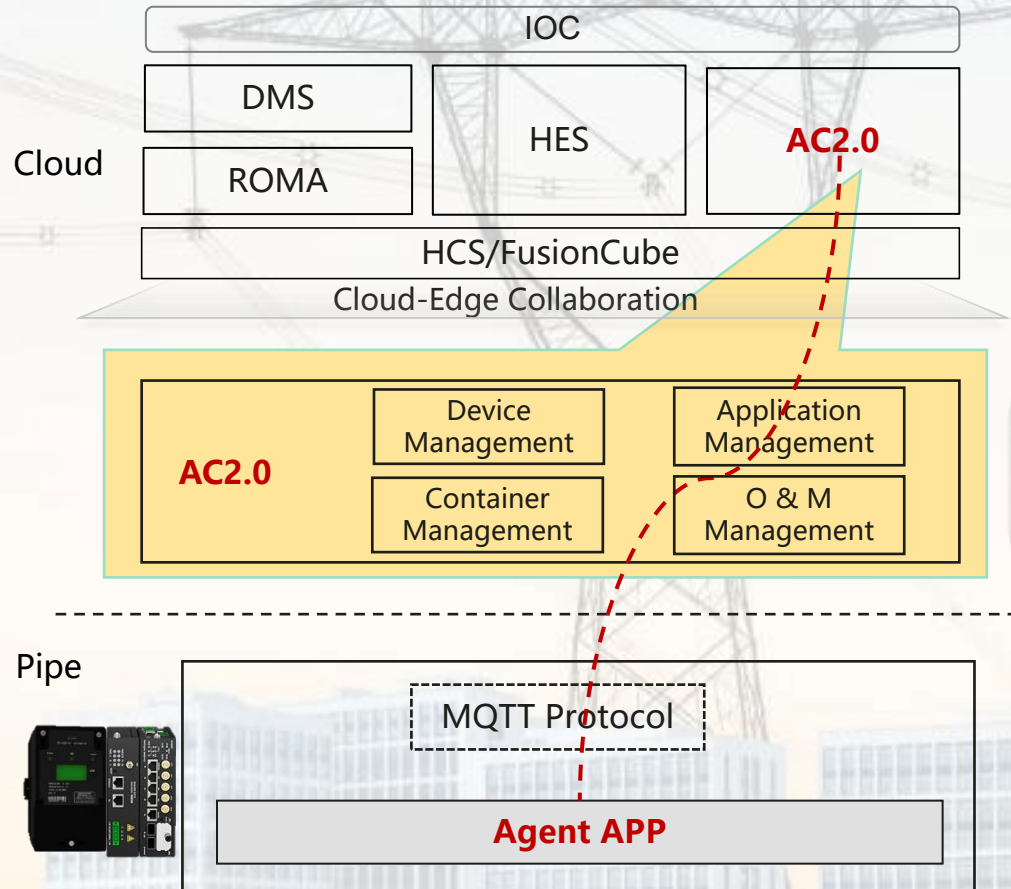 IOC
DMS
HES
AC2.0
Cloud
ROMA
HCS/FusionCube
Cloud-Edge Collaboration
AC2.0
Device
Management
Application
Management
Container
Management
O & M
Management
Pipe
MQTT Protocol
Agent APP